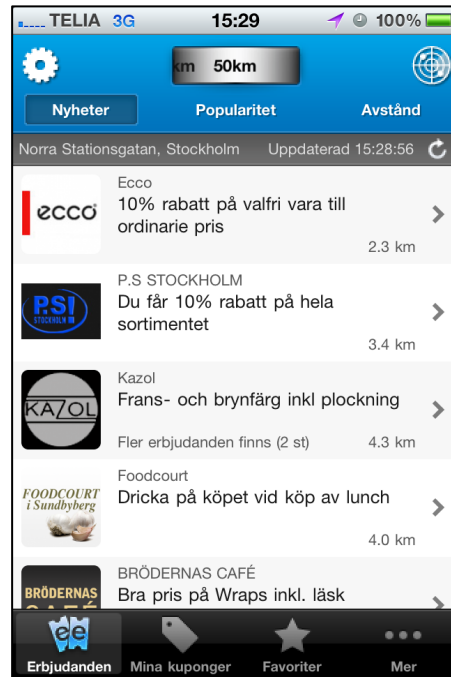 TELIA 3G 15:29 100%
km 50km
Nyheter Popularitet Avstånd
Norra Stationsgatan, Stockholm Uppdaterad 15:28:56
ecco
Ecco
10% rabatt på valfri vara till
ordinarie pris
2.3 km
P.S STOCKHOLM
PS!
STOCKHOLM
Du får 10% rabatt på hela
sortimentet
3.4 km
Kazol
KAZOL
Frans- och brynfärg inkl plockning
Fler erbjudanden finns (2 st) 4.3 km
Foodcourt
FOODCOURT
i Sundbyberg
Dricka på köpet vid köp av lunch
4.0 km
BRÖDERNAS CAFÉ
BRÖDERNAS
CAFÉ
Bra pris på Wraps inkl. läsk
ee
Erbjudanden Mina kuponger Favoriter Mer